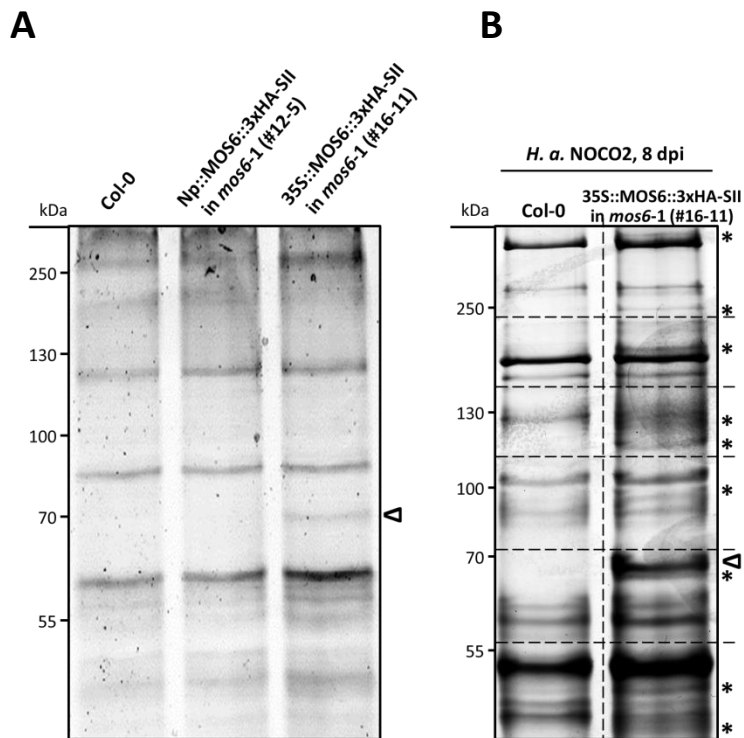 A
B
Col-0
Np::MOS6::3xHA-SII
in mos6-1 (#12-5)
35S::MOS6::3xHA-SII
in mos6-1 (#16-11)
kDa
250
130
100
70
55
H. a. NOCO2, 8 dpi
kDa
Col-0
35S::MOS6::3xHA-SII
in mos6-1 (#16-11)
250
130
100
70
55
*
*
*
*
*
*
*
*
*